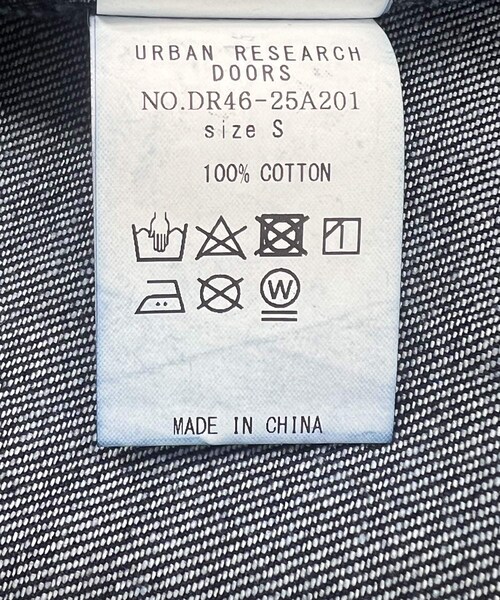 URBAN RESEARCH
DOORS
NO.DR46-25A201
size S
100% COTTON
W
MADE IN CHINA